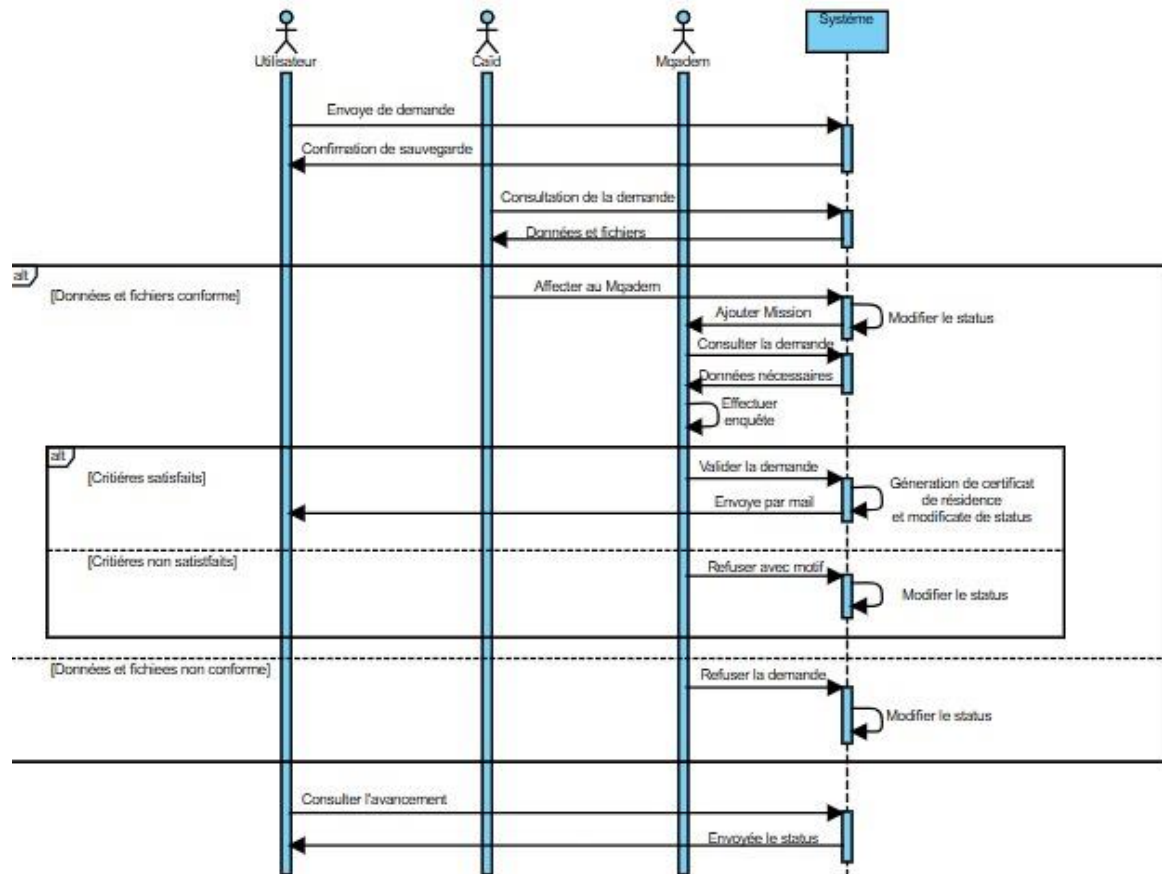 Utilisateur
Caïd
Mqadem
Système
Envoye de demande
Confirmation de sauvegarde
Consultation de la demande
Données et fichiers
alt
[Données et fichiers conforme]
Affecter au Mqadem
Ajouter Mission
Modifier le status
Consulter la demande
Données nécessaires
Effectuer
enquête
alt
[Critiéres satisfaits]
Valider la demande
Envoye par mail
Géneration de certificat
de résidence
et modificate de status
[Critiéres non satistfaits]
Refuser avec motif
Modifier le status
[Données et fichiees non conforme]
Refuser la demande
Modifier le status
Consulter l'avancement
Envoyée le status